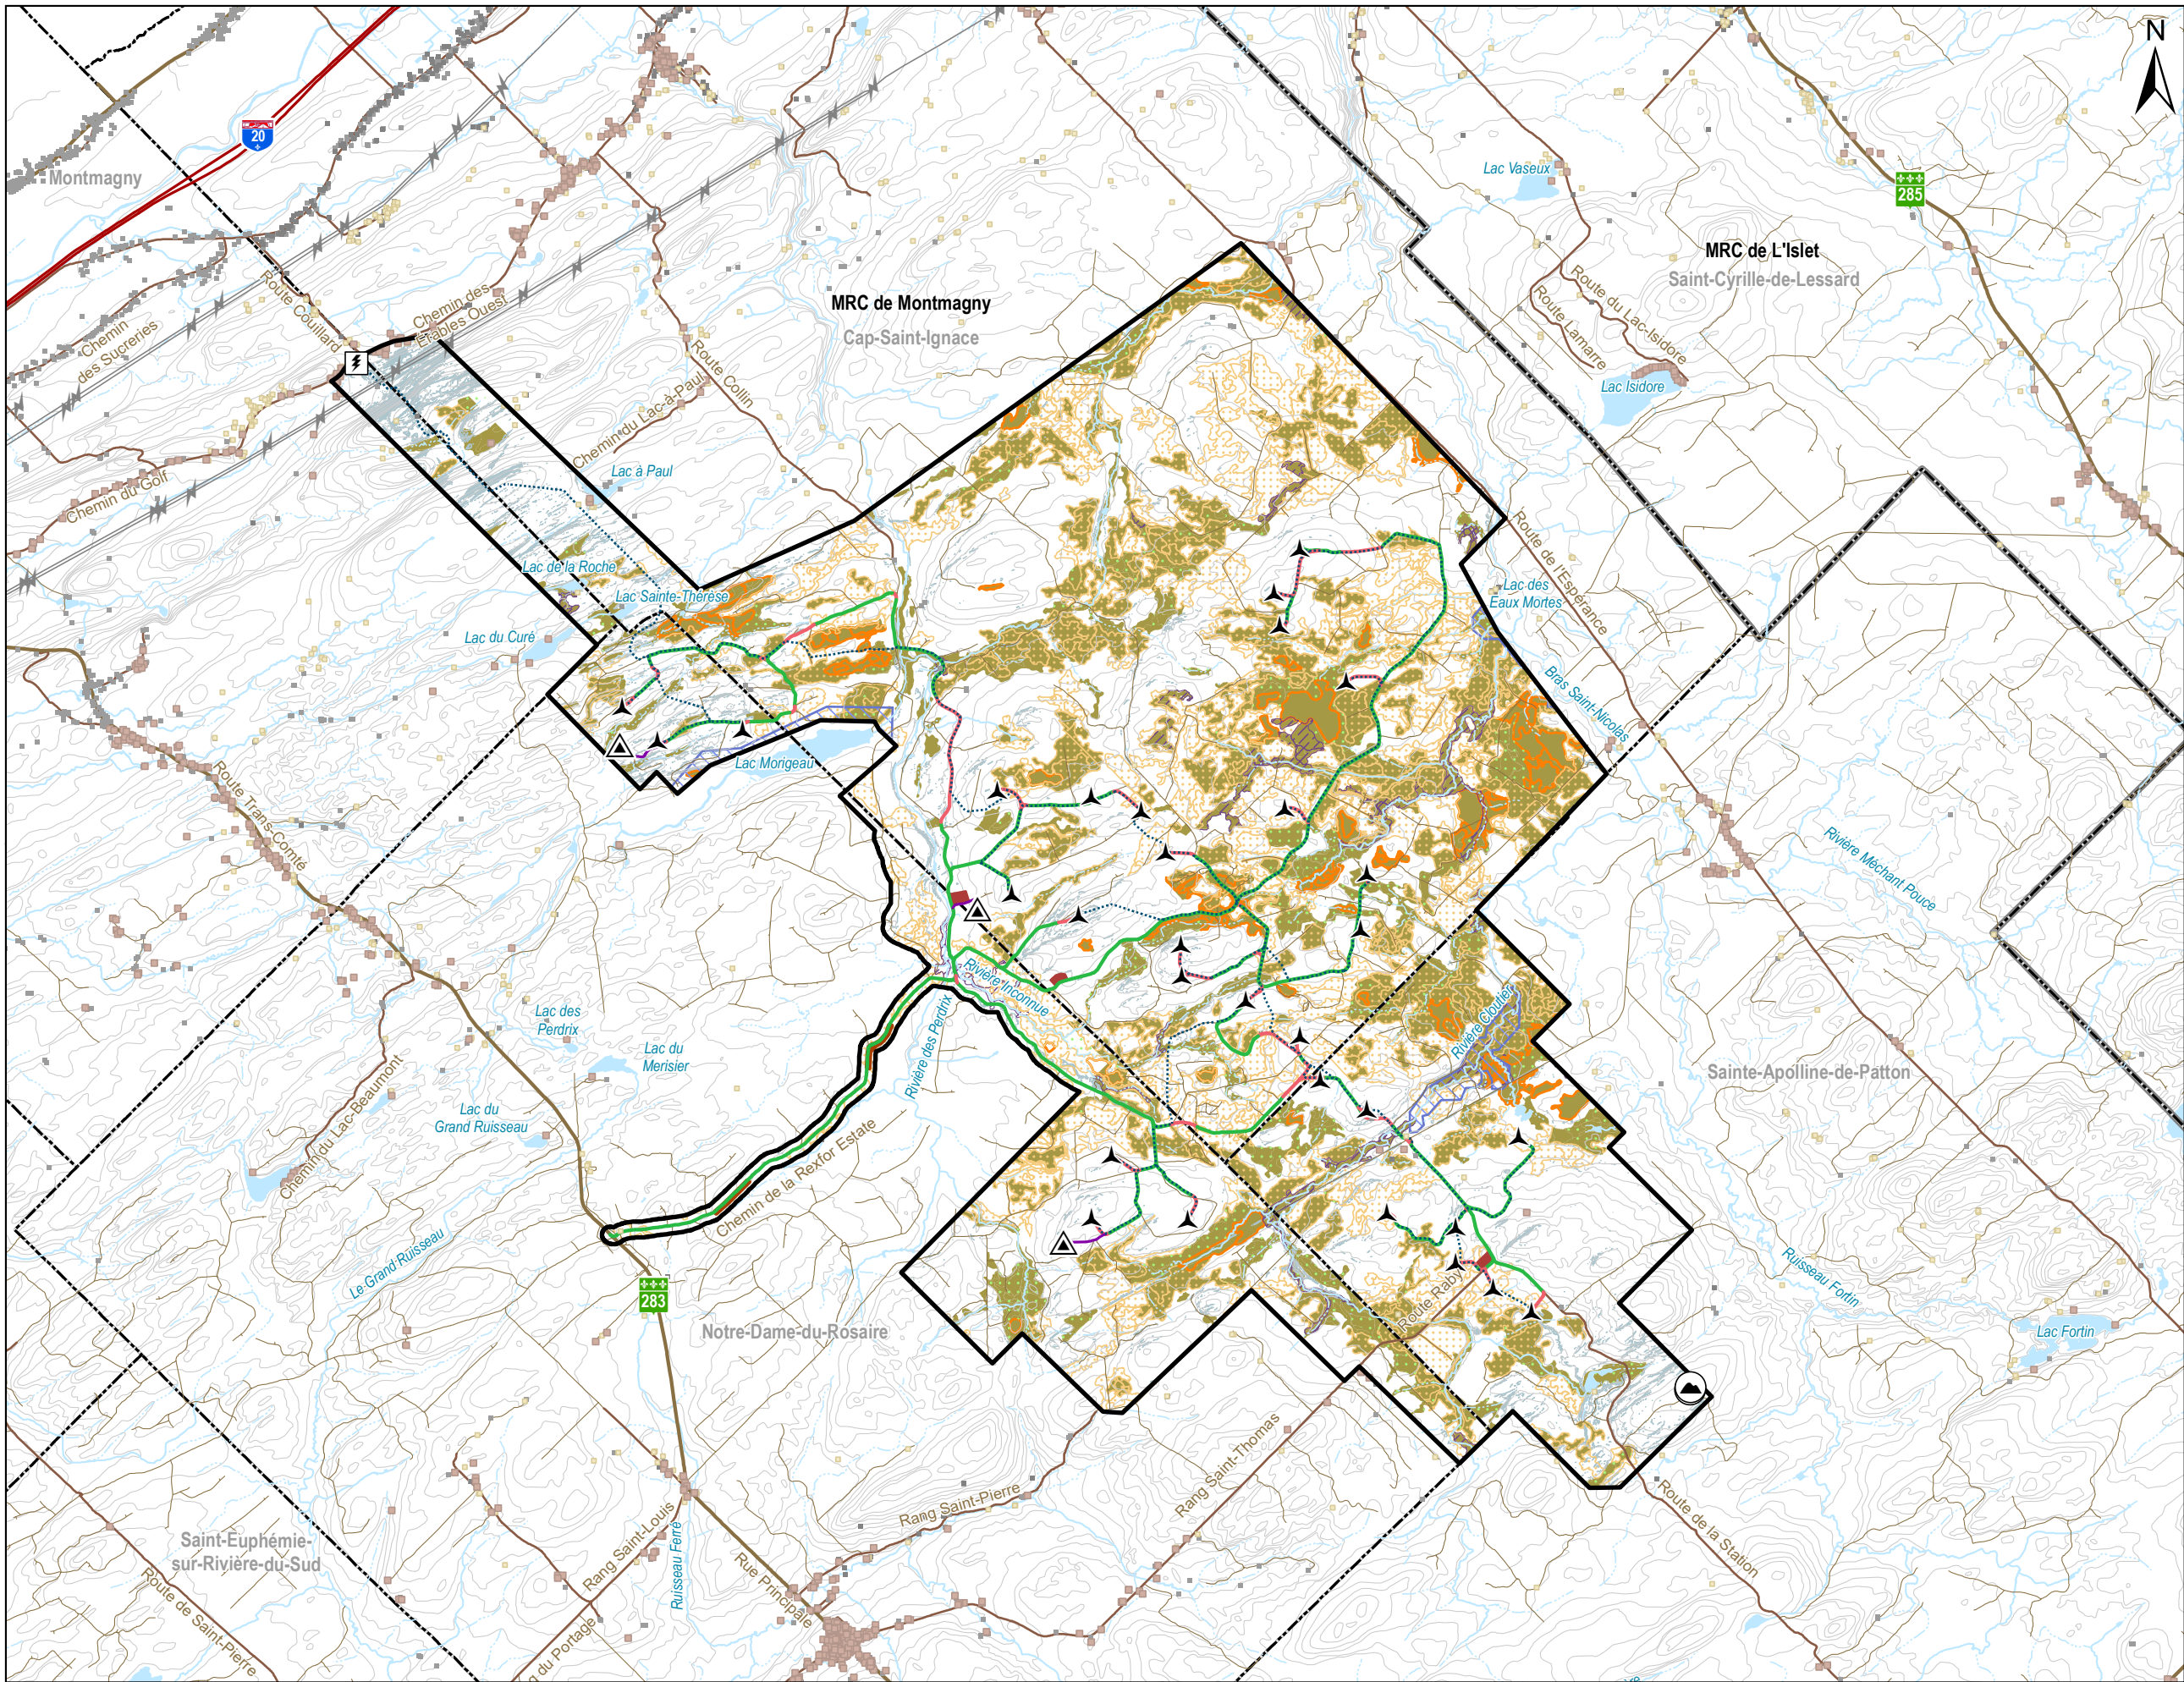 N
20
Montmagny
285
Lac Vaseux
MRC de L'Islet
Saint-Cyrille-de-Lessard
Route du Lac-Isidore
Route Lamarre
Lac Isidore
MRC de Montmagny
Cap-Saint-Ignace
Route Couillard
Chemin des
Érables Ouest
Chemin
des Sucreries
Route Collin
Chemin du Lac-à-Paul
Lac à Paul
Chemin du Golf
Route de l'Espérance
Lac de la Roche
Lac Sainte-Thérèse
Lac des
Eaux Mortes
Lac du Curé
Bras Saint-Nicolas
Lac Morigeau
Route Trans-Comté
Rivière Méchant Pouce
Rivière Inconnue
Rivière des Perdrix
Lac des
Perdrix
Lac du
Merisier
Rivière Cloutier
Sainte-Apolline-de-Patton
Lac du
Grand Ruisseau
Chemin du Lac-Beaumont
Chemin de la Rexfor Estate
Le Grand Ruisseau
Ruisseau Fortin
283
Route Raby
Notre-Dame-du-Rosaire
Lac Fortin
Rang Saint-Thomas
Rang Saint-Pierre
Route de la Station
Saint-Euphémie-
sur-Rivière-du-Sud
Rang Saint-Louis
Ruisseau Ferré
Rue Principale
Route de Saint-Pierre
g du Portage